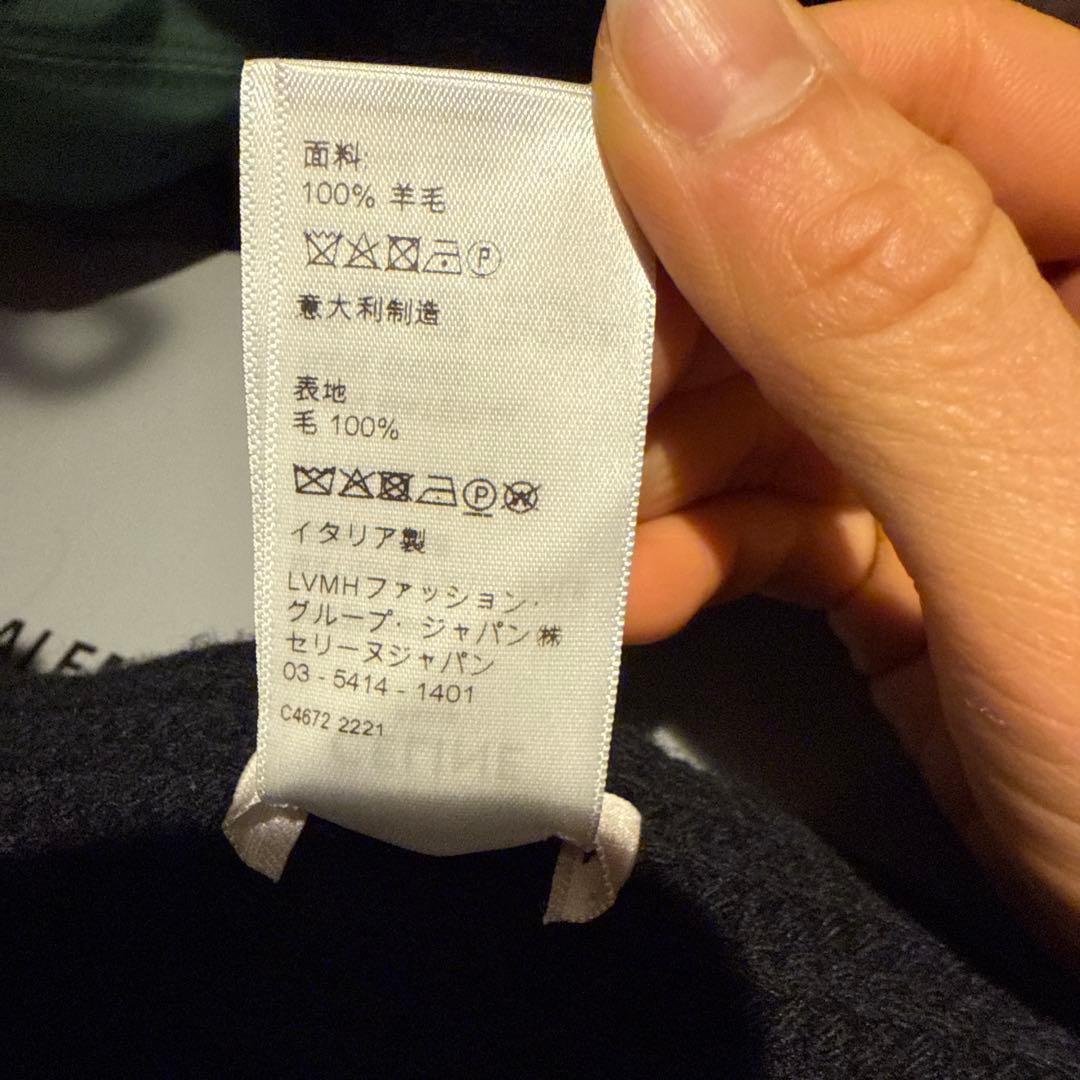 面料
100% 羊毛
P
意大利制造
表地
毛 100%
P W
イタリア製
LVMHファッション・
グループ・ジャパン㈱
セリーヌジャパン
03 - 5414 - 1401
C4672 2221